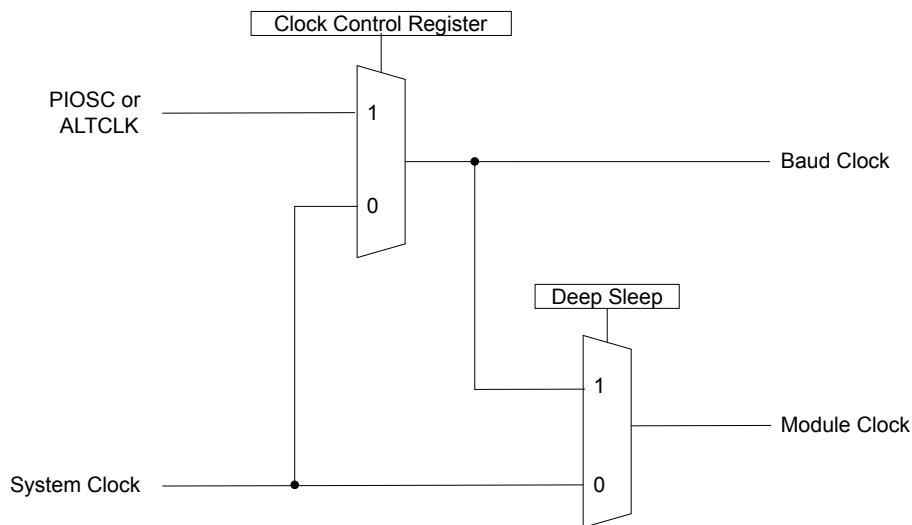 Clock Control Register
PIOSC or
ALTCLK
1
Baud Clock
0
Deep Sleep
1
Module Clock
System Clock
0